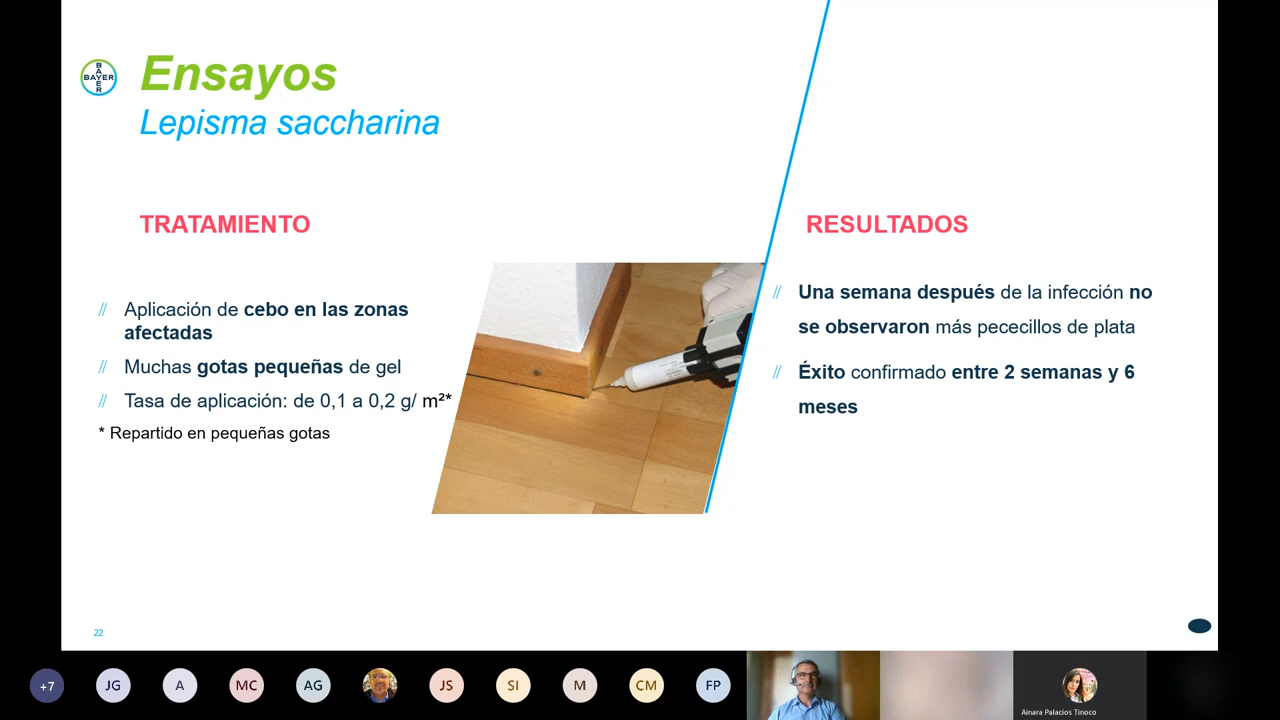 BAYER
BAYER
Ensayos
Lepisma saccharina
TRATAMIENTO
// Aplicación de cebo en las zonas
afectadas
// Muchas gotas pequeñas de gel
// Tasa de aplicación: de 0,1 a 0,2 g/ m²*
* Repartido en pequeñas gotas
RESULTADOS
// Una semana después de la infección no
se observaron más pececillos de plata
// Éxito confirmado entre 2 semanas y 6
meses
22
+7
JG
A
MC
AG
JS
SI
M
CM
FP
Ainara Palacios Tinoco